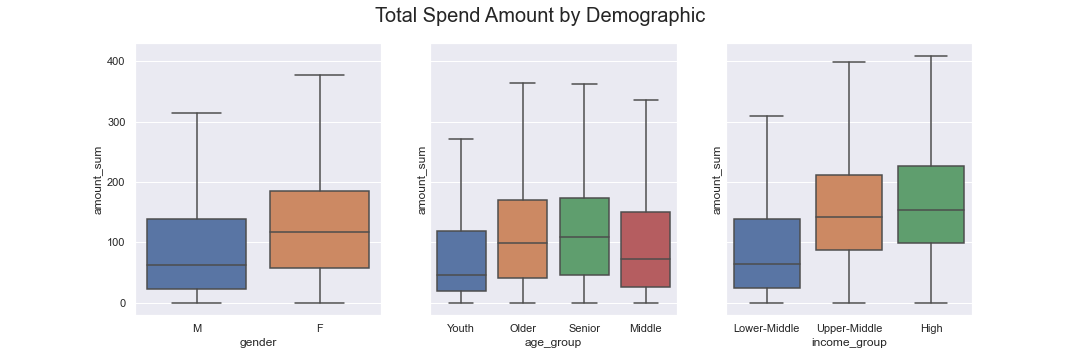 Total Spend Amount by Demographic
400
300
200
100
0
amount_sum
M F
gender
amount_sum
Youth Older Senior Middle
age_group
amount_sum
Lower-Middle Upper-Middle High
income_group